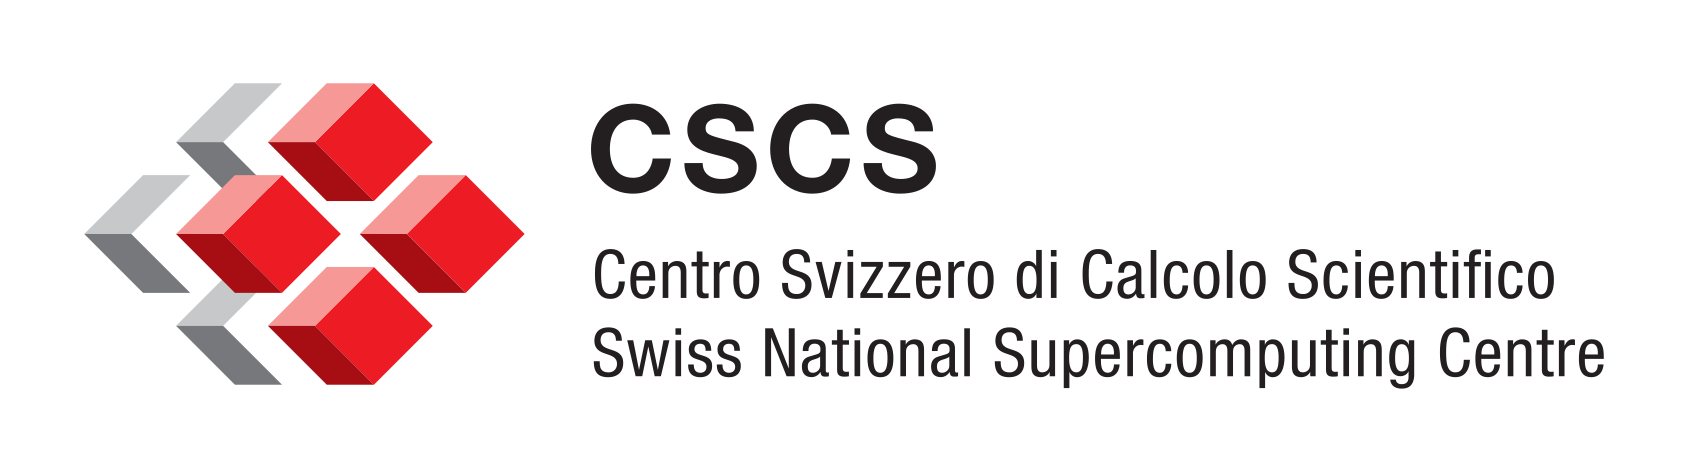 CSCS
Centro Svizzero di Calcolo Scientifico
Swiss National Supercomputing Centre